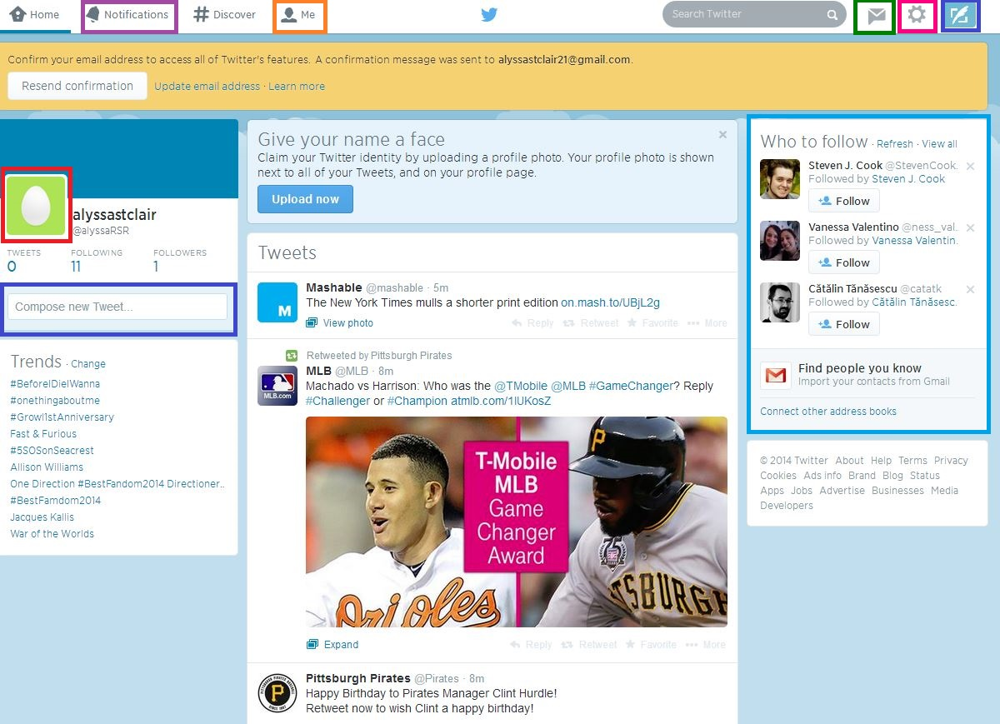 Home Notifications # Discover Me Search Twitter
Confirm your email address to access all of Twitter's features. A confirmation message was sent to alyssastclair21@gmail.com.
Resend confirmation Update email address · Learn more
alyssastclair
@alyssaRSR
TWEETS FOLLOWING FOLLOWERS
0 11 1
Compose new Tweet...
Trends · Change
#BeforeIDieIWanna
#onethingaboutme
#Growl1stAnniversary
Fast & Furious
#5SOSonSeacrest
Allison Williams
One Direction #BestFandom2014 Directioner..
#BestFamdom2014
Jacques Kallis
War of the Worlds
Give your name a face ×
Claim your Twitter identity by uploading a profile photo. Your profile photo is shown
next to all of your Tweets, and on your profile page.
Upload now
Tweets
M
Mashable @mashable · 5m
The New York Times mulls a shorter print edition on.mash.to/UBjL2g
View photo Reply Retweet Favorite More
Retweeted by Pittsburgh Pirates
MLB.com
MLB @MLB · 8m
Machado vs Harrison: Who was the @TMobile @MLB #GameChanger? Reply
#Challenger or #Champion atmlb.com/1lUKosZ
T-Mobile
MLB
Game
Changer
Award
P
75
Orioles
TSBURGH
Expand Reply Retweet Favorite More
P
Pittsburgh Pirates @Pirates · 8m
Happy Birthday to Pirates Manager Clint Hurdle!
Retweet now to wish Clint a happy birthday!
Who to follow · Refresh · View all
Steven J. Cook @StevenCook. ×
Followed by Steven J. Cook
Follow
Vanessa Valentino @ness_val.. ×
Followed by Vanessa Valentin.
Follow
Cătălin Tănăsescu @catatk ×
Followed by Cătălin Tănăsesc.
Follow
Find people you know
Import your contacts from Gmail
Connect other address books
© 2014 Twitter About Help Terms Privacy
Cookies Ads info Brand Blog Status
Apps Jobs Advertise Businesses Media
Developers